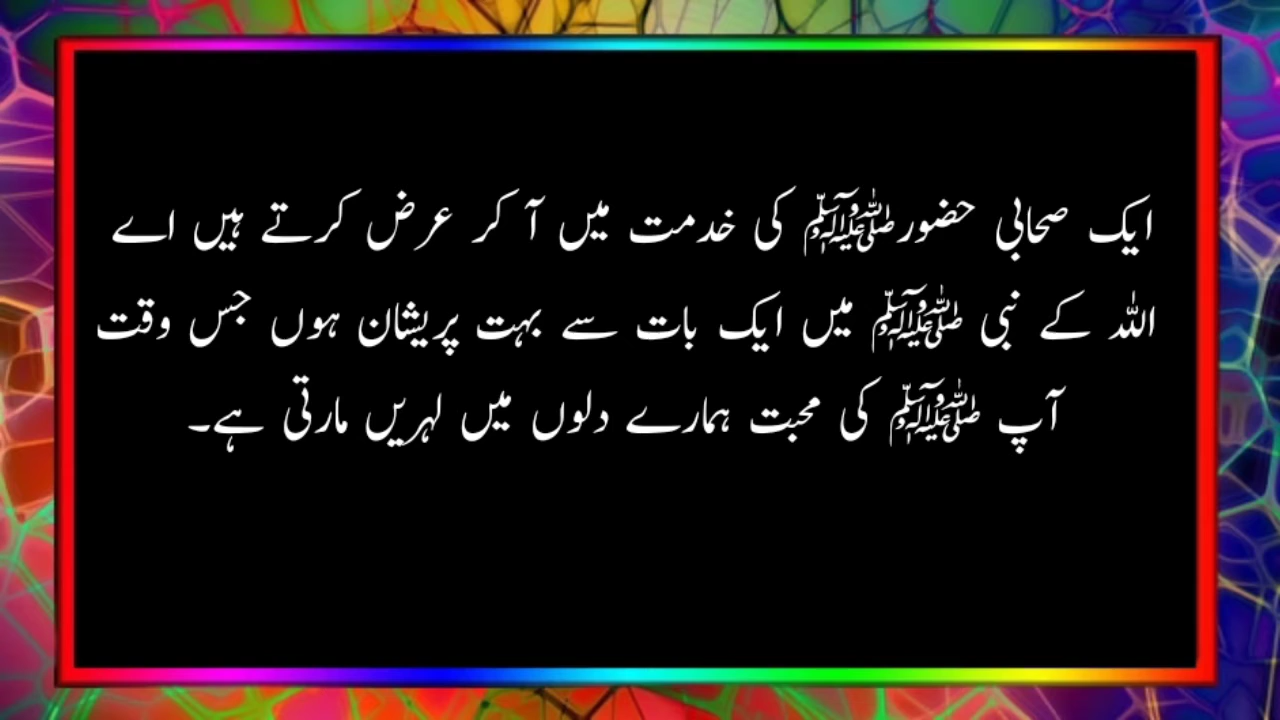 ایک صحابی حضورﷺ کی خدمت میں آ کر عرض کرتے ہیں اے
اللہ کے نبی ﷺ میں ایک بات سے بہت پریشان ہوں جس وقت
آپ ﷺ کی محبت ہمارے دلوں میں لہریں مارتی ہے۔